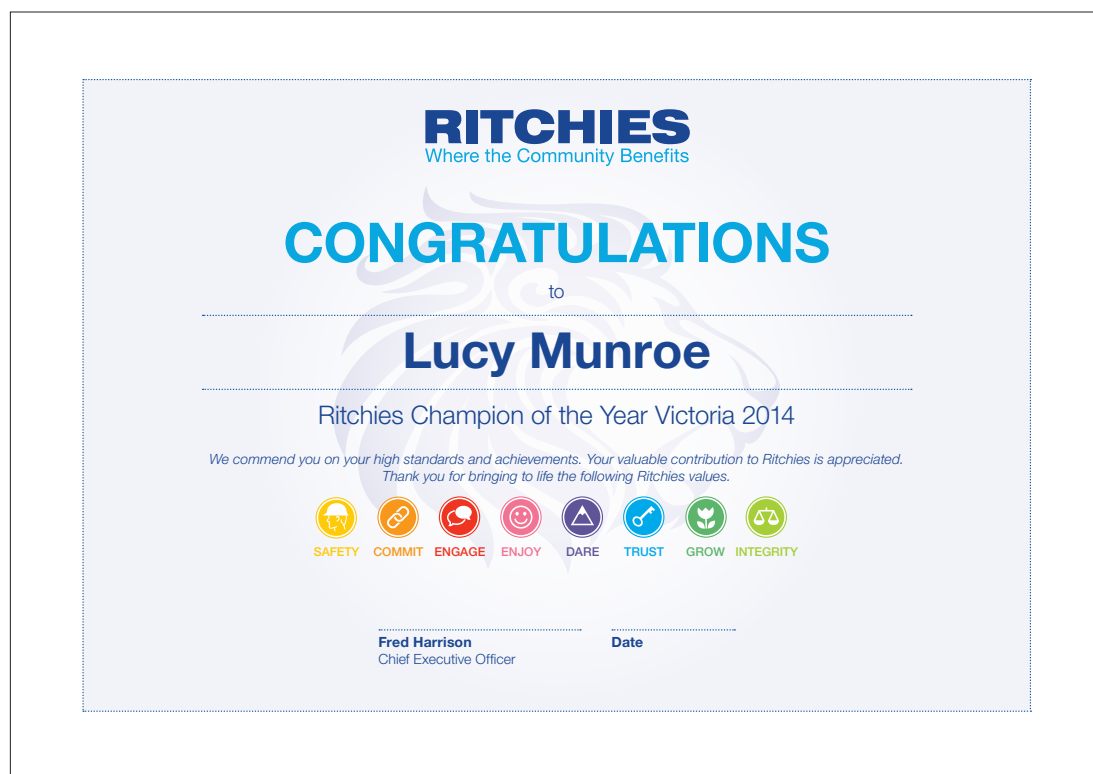 RITCHIES
Where the Community Benefits
CONGRATULATIONS
to
Lucy Munroe
Ritchies Champion of the Year Victoria 2014
We commend you on your high standards and achievements. Your valuable contribution to Ritchies is appreciated.
Thank you for bringing to life the following Ritchies values.
SAFETY COMMIT ENGAGE ENJOY DARE TRUST GROW INTEGRITY
Fred Harrison Date
Chief Executive Officer